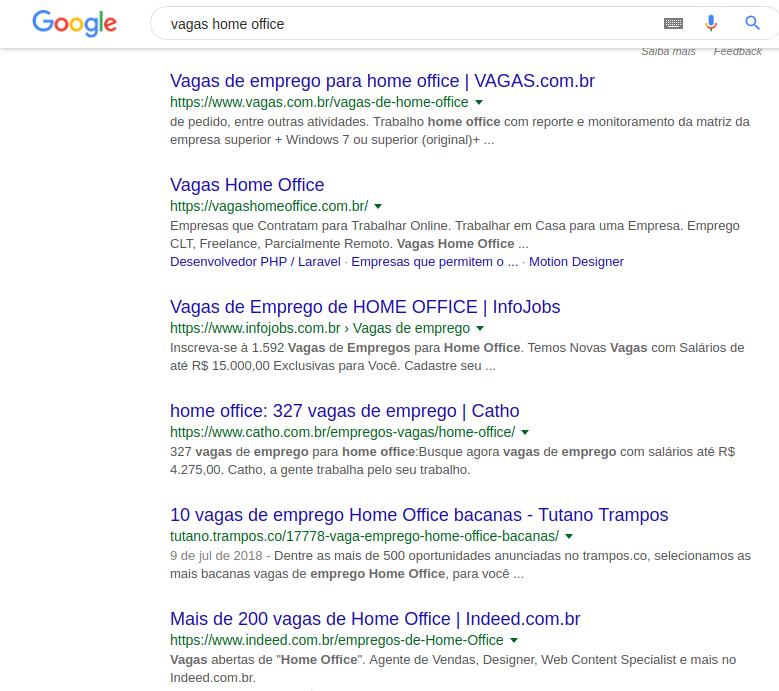 Google
vagas home office
Saiba mais Feedback
Vagas de emprego para home office | VAGAS.com.br
https://www.vagas.com.br/vagas-de-home-office
de pedido, entre outras atividades. Trabalho home office com reporte e monitoramento da matriz da
empresa superior + Windows 7 ou superior (original)+ ...
Vagas Home Office
https://vagashomeoffice.com.br/
Empresas que Contratam para Trabalhar Online. Trabalhar em Casa para uma Empresa. Emprego
CLT, Freelance, Parcialmente Remoto. Vagas Home Office ...
Desenvolvedor PHP / Laravel · Empresas que permitem o ... · Motion Designer
Vagas de Emprego de HOME OFFICE | InfoJobs
https://www.infojobs.com.br › Vagas de emprego
Inscreva-se à 1.592 Vagas de Empregos para Home Office. Temos Novas Vagas com Salários de
até R$ 15.000,00 Exclusivas para Você. Cadastre seu ...
home office: 327 vagas de emprego | Catho
https://www.catho.com.br/empregos-vagas/home-office/
327 vagas de emprego para home office:Busque agora vagas de emprego com salários até R$
4.275,00. Catho, a gente trabalha pelo seu trabalho.
10 vagas de emprego Home Office bacanas - Tutano Trampos
tutano.trampos.co/17778-vaga-emprego-home-office-bacanas/
9 de jul de 2018 - Dentre as mais de 500 oportunidades anunciadas no trampos.co, selecionamos as
mais bacanas vagas de emprego Home Office, para você ...
Mais de 200 vagas de Home Office | Indeed.com.br
https://www.indeed.com.br/empregos-de-Home-Office
Vagas abertas de "Home Office". Agente de Vendas, Designer, Web Content Specialist e mais no
Indeed.com.br.